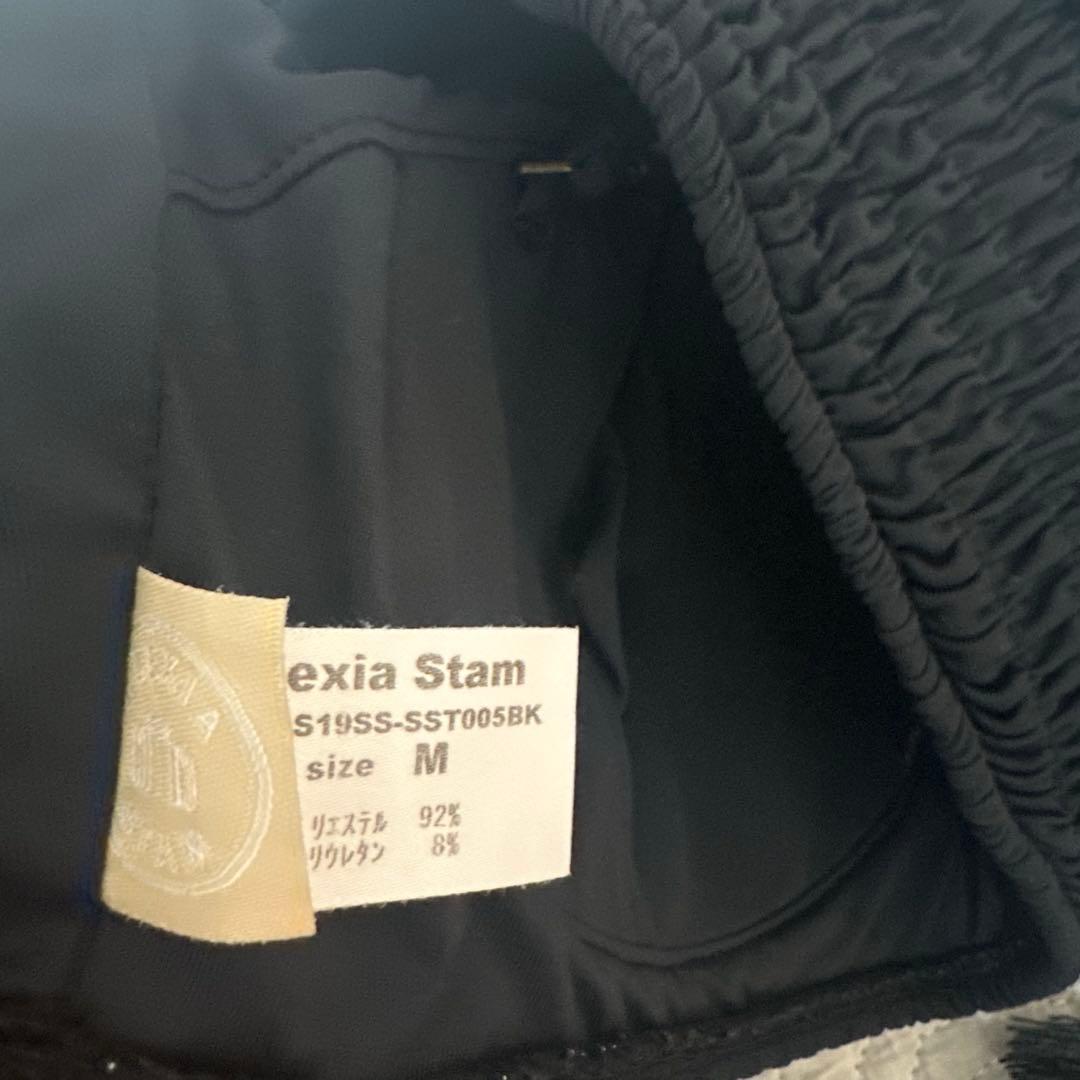 exia Stam
S19SS-SST005BK
size M
リエステル 92%
リウレタン 8%